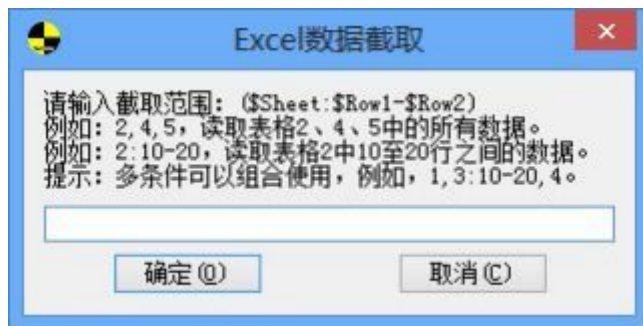 Excel数据截取
请输入截取范围：($Sheet:$Row1-$Row2)
例如：2,4,5，读取表格2、4、5中的所有数据。
例如：2:10-20，读取表格2中10至20行之间的数据。
提示：多条件可以组合使用，例如，1,3:10-20,4。
确定(O) 取消(C)